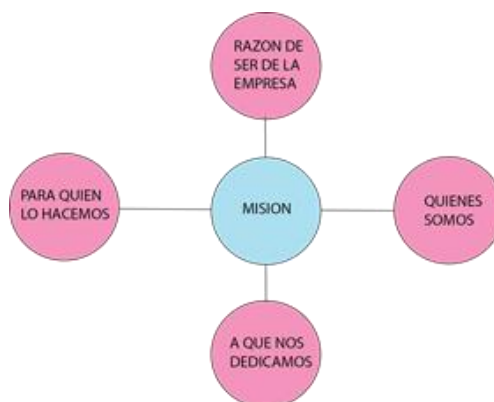 RAZON DE
SER DE LA
EMPRESA
PARA QUIEN
LO HACEMOS
MISION
QUIENES
SOMOS
A QUE NOS
DEDICAMOS